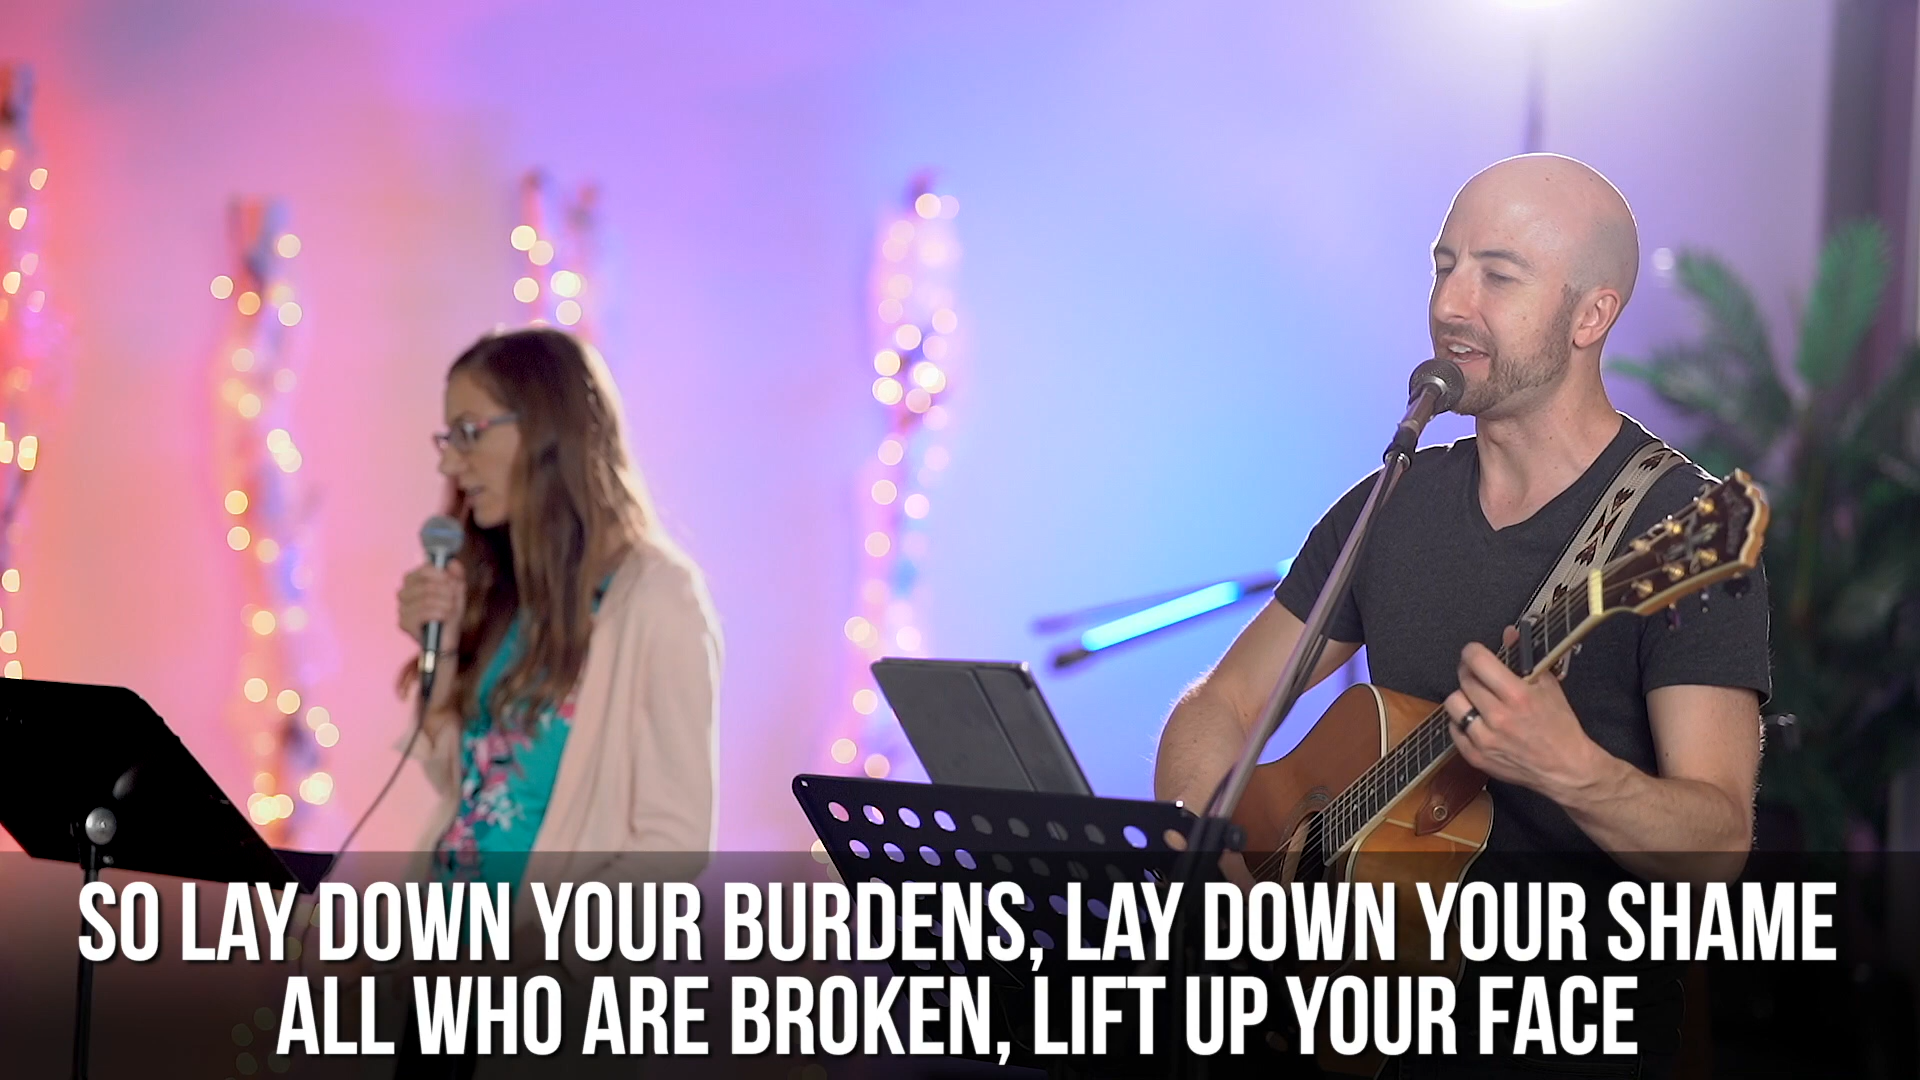 SO LAY DOWN YOUR BURDENS, LAY DOWN YOUR SHAME
ALL WHO ARE BROKEN, LIFT UP YOUR FACE